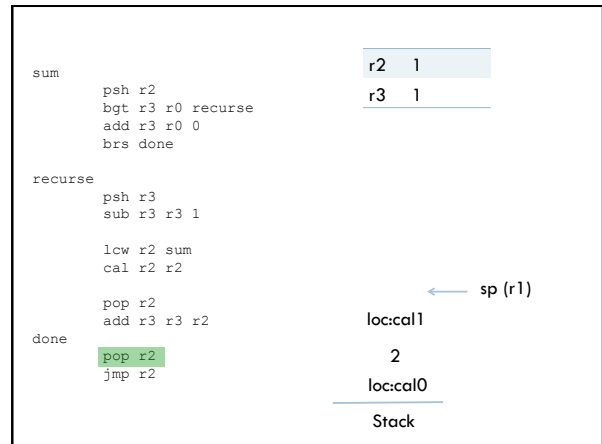 sum
psh r2
bgt r3 r0 recurse
add r3 r0 0
brs done
recurse
psh r3
sub r3 r3 1
lcw r2 sum
cal r2 r2
pop r2
add r3 r3 r2
done
pop r2
jmp r2
r2 1
r3 1
sp (r1)
loc:cal1
2
loc:cal0
Stack